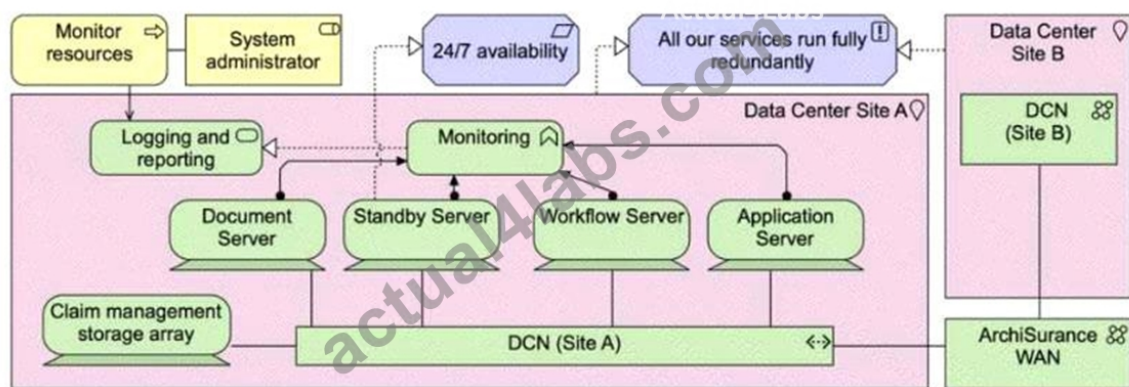 Monitor
resources
System
administrator
24/7 availability
Actual4Labs
All our services run fully
redundantly
Data Center
Site B
Data Center Site A
DCN
(Site B)
Logging and
reporting
Monitoring
Document
Server
Standby Server
Workflow Server
Application
Server
Claim management
storage array
DCN (Site A)
ArchiSurance
WAN
actual4labs.com